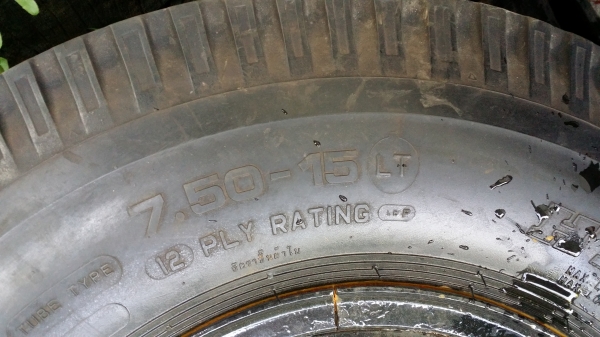 7.50-15 LT
12 PLY RATING
TUBE TYPE